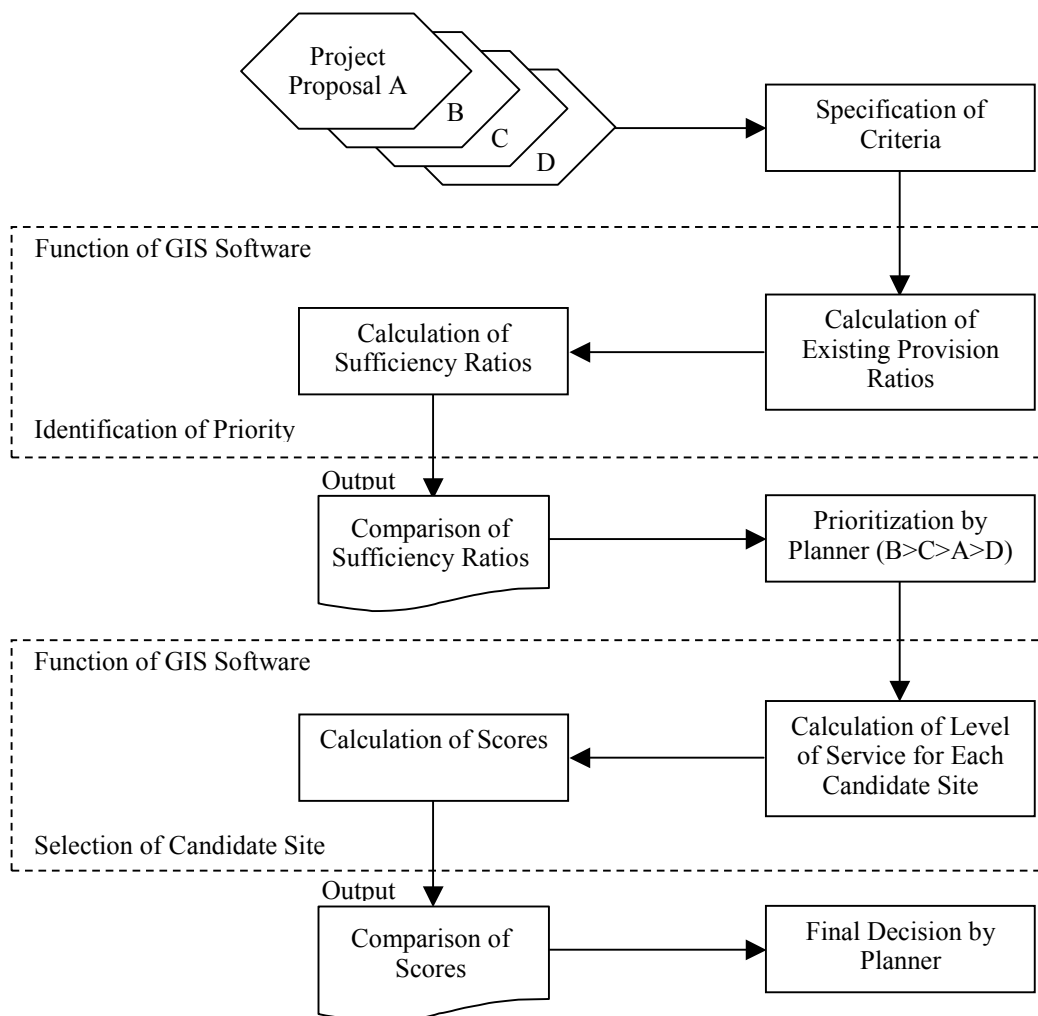 Project
Proposal A
B
C
D
Specification of
Criteria
Function of GIS Software
Calculation of
Sufficiency Ratios
Calculation of
Existing Provision
Ratios
Identification of Priority
Output
Comparison of
Sufficiency Ratios
Prioritization by
Planner (B>C>A>D)
Function of GIS Software
Calculation of Scores
Calculation of Level
of Service for Each
Candidate Site
Selection of Candidate Site
Output
Comparison of
Scores
Final Decision by
Planner